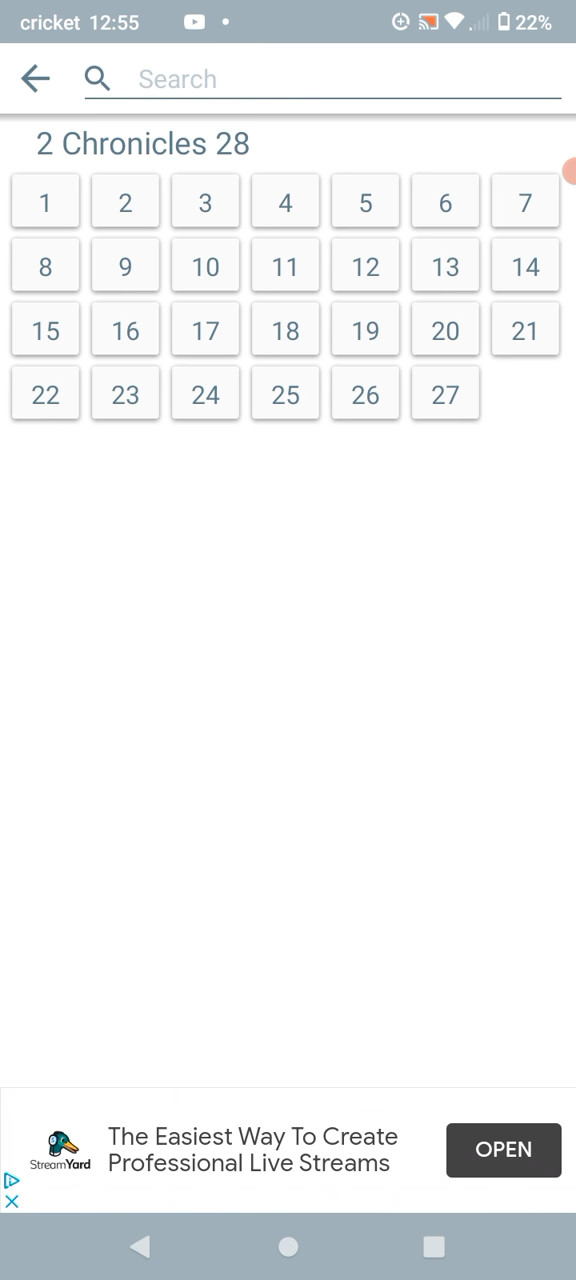 cricket 12:55
22%
Search
2 Chronicles 28
1 2 3 4 5 6 7
8 9 10 11 12 13 14
15 16 17 18 19 20 21
22 23 24 25 26 27
The Easiest Way To Create
Professional Live Streams
StreamYard
OPEN